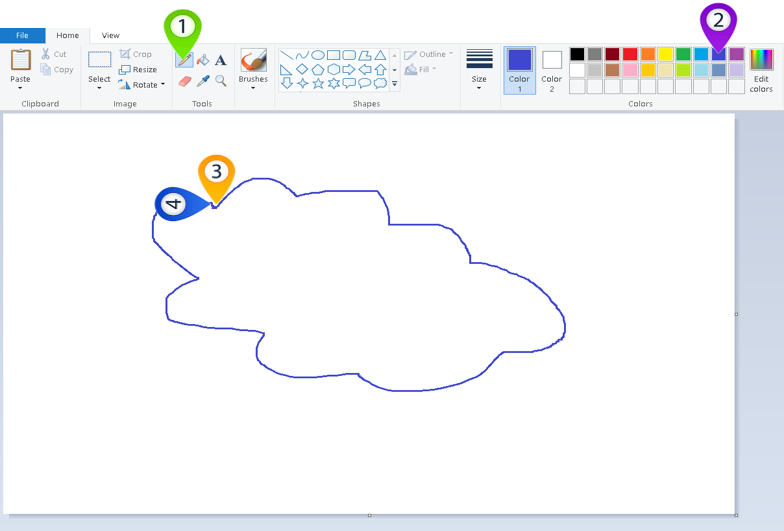 1
2
File Home View
Paste
Cut
Copy
Clipboard
Select
Crop
Resize
Rotate
Image
A
Tools
Brushes
Outline
Fill
Shapes
Size
Color
1
Color
2
Edit
colors
Colors
3
4